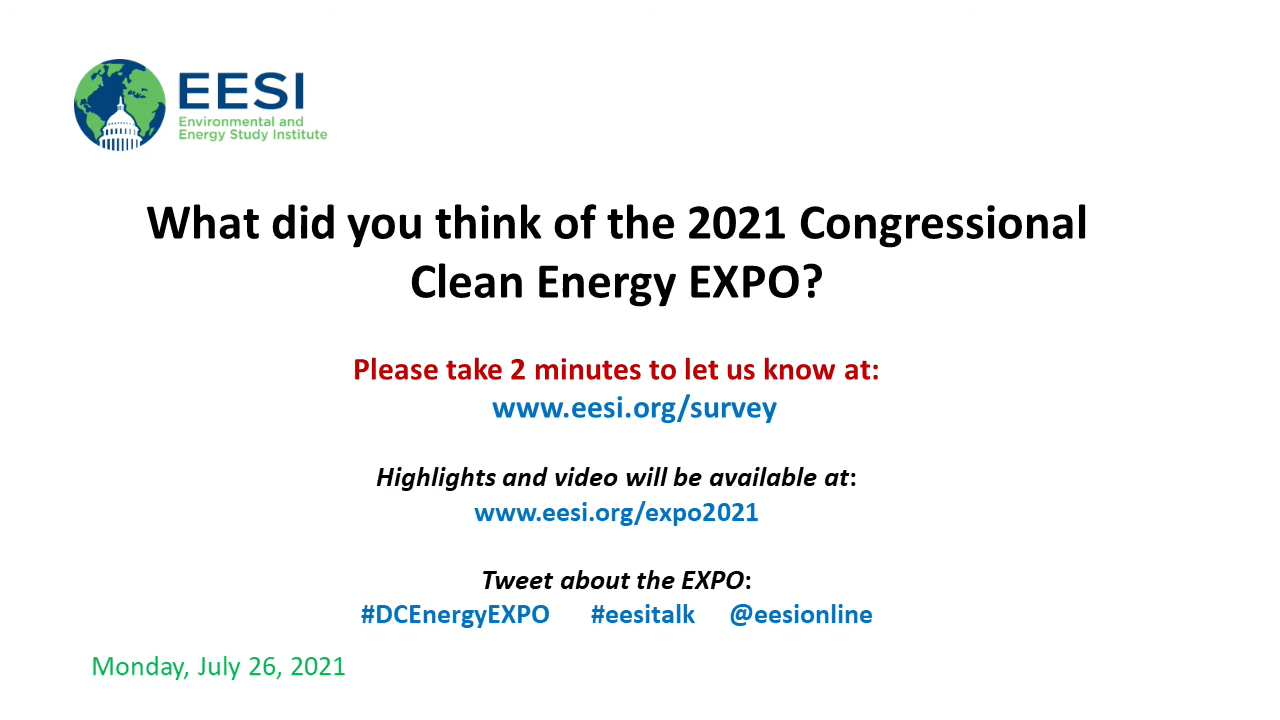 EESI
Environmental and
Energy Study Institute
What did you think of the 2021 Congressional
Clean Energy EXPO?
Please take 2 minutes to let us know at:
www.eesi.org/survey
Highlights and video will be available at:
www.eesi.org/expo2021
Tweet about the EXPO:
#DCEnergyEXPO #eesitalk @eesionline
Monday, July 26, 2021